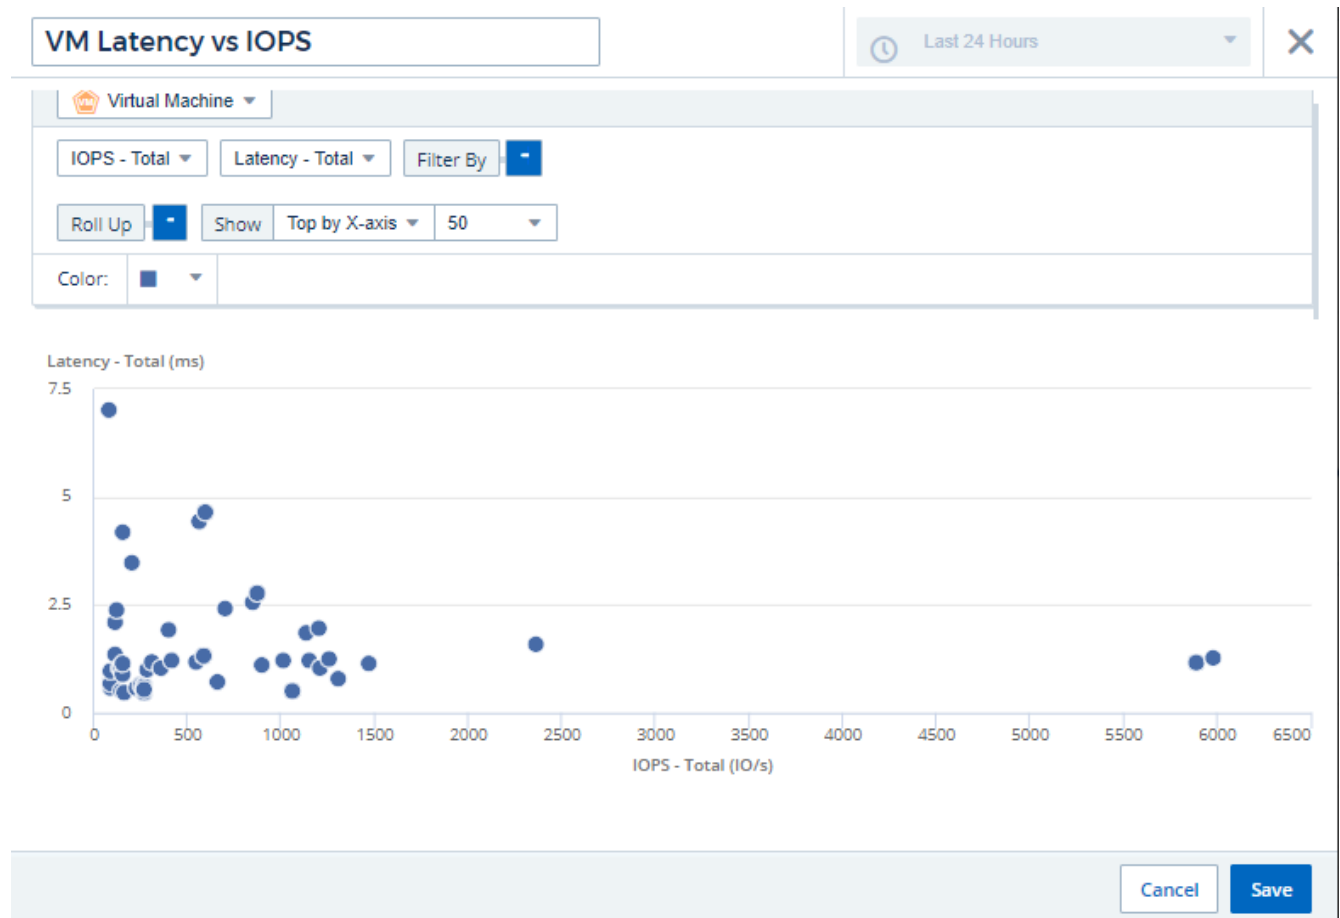 VM Latency vs IOPS
Last 24 Hours
VM Virtual Machine
IOPS - Total
Latency - Total
Filter By
-
Roll Up
-
Show
Top by X-axis
50
Color:
Latency - Total (ms)
7.5
5
2.5
0
0 500 1000 1500 2000 2500 3000 3500 4000 4500 5000 5500 6000 6500
IOPS - Total (IO/s)
Cancel
Save